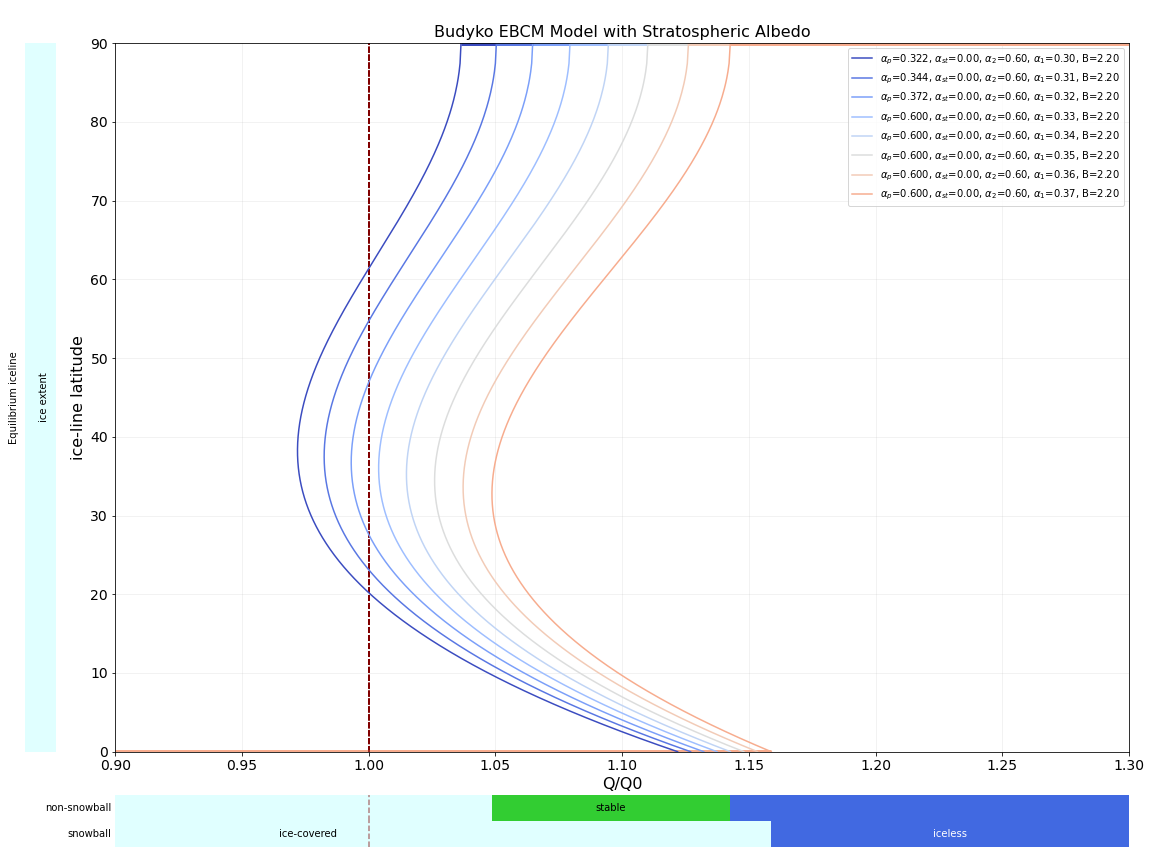 Budyko EBCM Model with Stratospheric Albedo
90
80
70
60
50
40
30
20
10
0
ice-line latitude
ice extent
Equilibrium iceline
αp=0.322, αst=0.00, α2=0.60, α1=0.30, B=2.20
αp=0.344, αst=0.00, α2=0.60, α1=0.31, B=2.20
αp=0.372, αst=0.00, α2=0.60, α1=0.32, B=2.20
αp=0.600, αst=0.00, α2=0.60, α1=0.33, B=2.20
αp=0.600, αst=0.00, α2=0.60, α1=0.34, B=2.20
αp=0.600, αst=0.00, α2=0.60, α1=0.35, B=2.20
αp=0.600, αst=0.00, α2=0.60, α1=0.36, B=2.20
αp=0.600, αst=0.00, α2=0.60, α1=0.37, B=2.20
0.90 0.95 1.00 1.05 1.10 1.15 1.20 1.25 1.30
Q/Q0
non-snowball stable
snowball ice-covered iceless